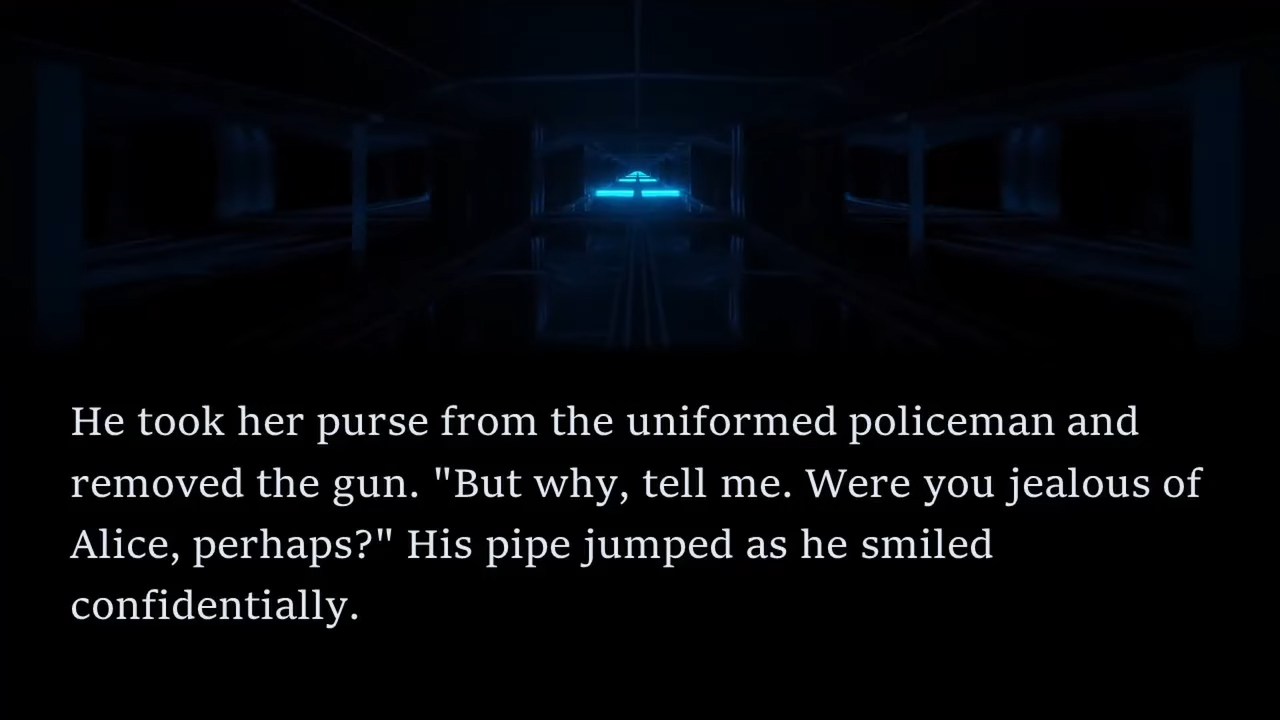 He took her purse from the uniformed policeman and
removed the gun. "But why, tell me. Were you jealous of
Alice, perhaps?" His pipe jumped as he smiled
confidentially.